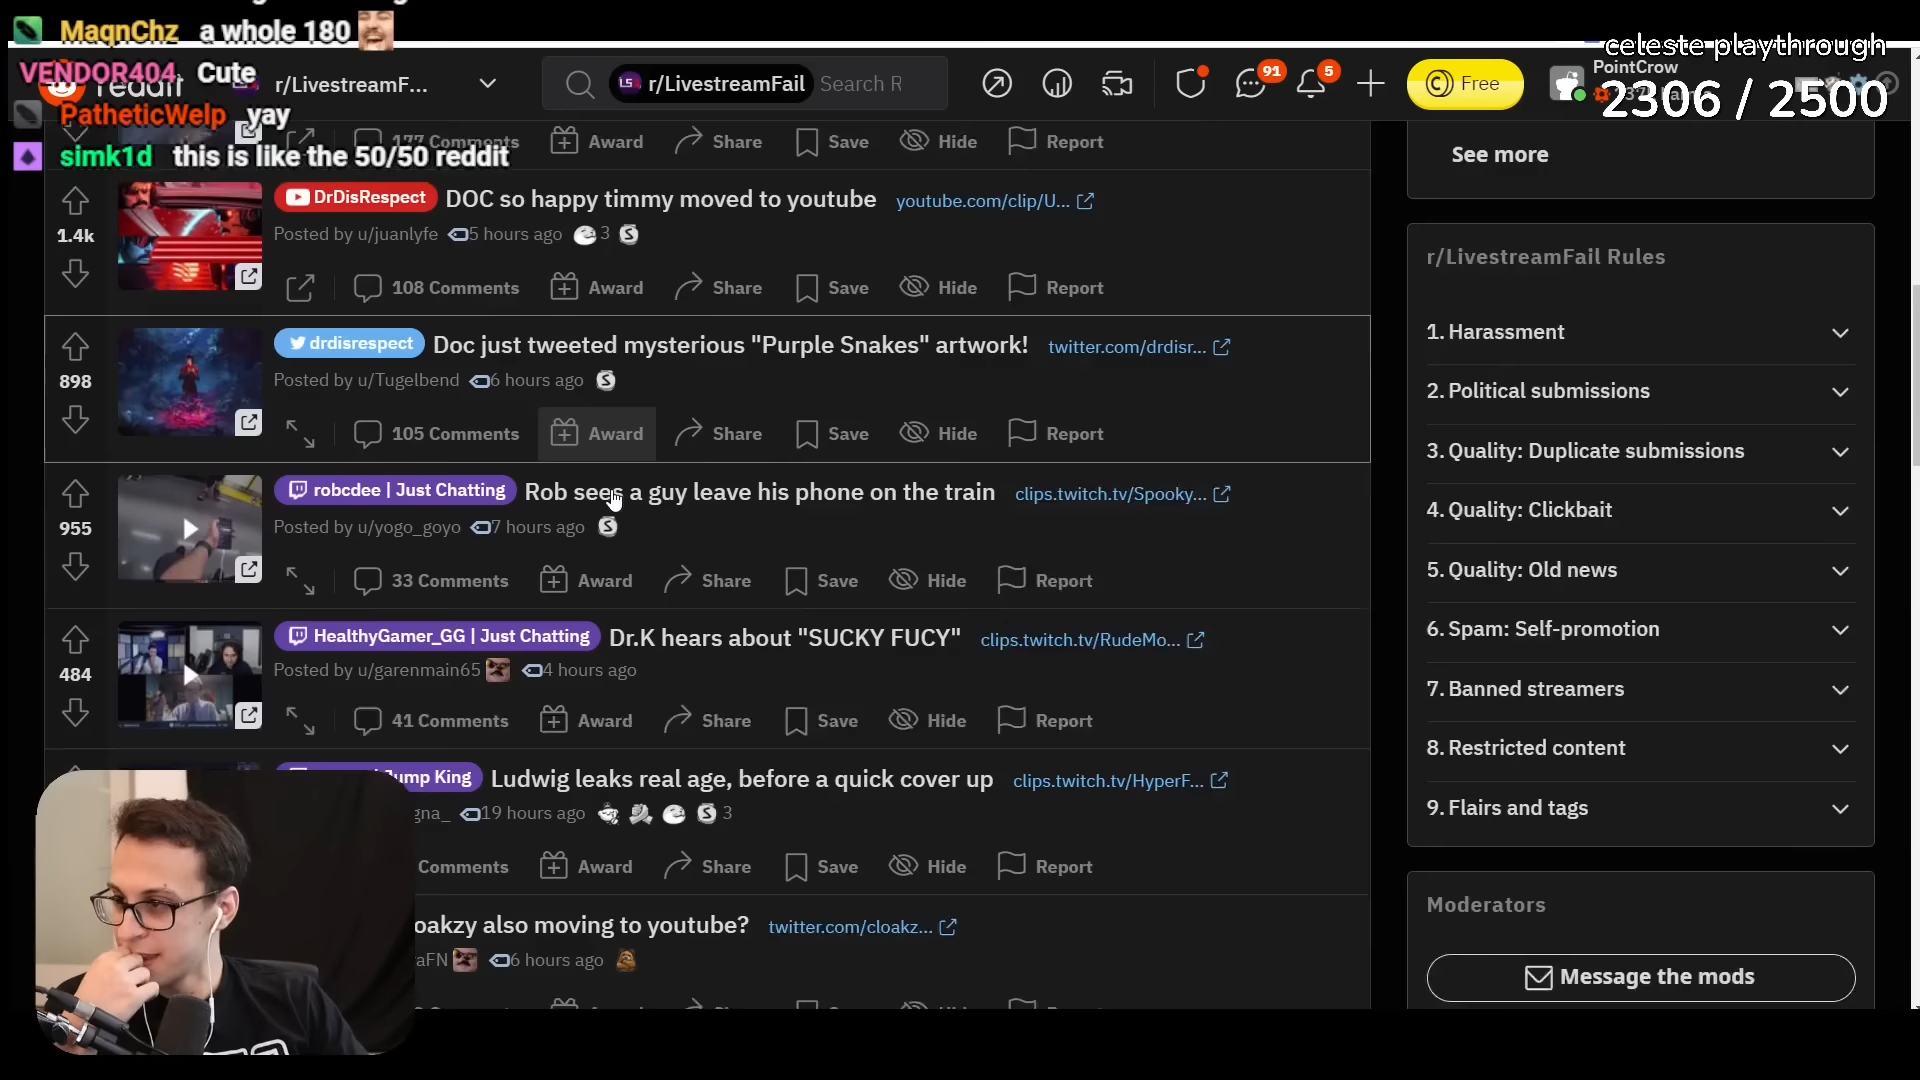 MaqnChz a whole 180
VENDOR404 Cute
PatheticWelp yay
simk1d this is like the 50/50 reddit
reddit
r/LivestreamF...
r/LivestreamFail Search R
91
5
Free
PointCrow
celeste playthrough
2306 / 2500
177 Comments Award Share Save Hide Report
1.4k
DrDisRespect DOC so happy timmy moved to youtube youtube.com/clip/U...
Posted by u/juanlyfe 5 hours ago 3
108 Comments Award Share Save Hide Report
898
drdisrespect Doc just tweeted mysterious "Purple Snakes" artwork! twitter.com/drdisr...
Posted by u/Tugelbend 6 hours ago
105 Comments Award Share Save Hide Report
955
robcdee | Just Chatting Rob sees a guy leave his phone on the train clips.twitch.tv/Spooky...
Posted by u/yogo_goyo 7 hours ago
33 Comments Award Share Save Hide Report
484
HealthyGamer_GG | Just Chatting Dr.K hears about "SUCKY FUCY" clips.twitch.tv/RudeMo...
Posted by u/garenmain65 4 hours ago
41 Comments Award Share Save Hide Report
Jump King Ludwig leaks real age, before a quick cover up clips.twitch.tv/HyperF...
gna_ 19 hours ago 3
Comments Award Share Save Hide Report
oakzy also moving to youtube? twitter.com/cloakz...
aFN 6 hours ago
See more
r/LivestreamFail Rules
1. Harassment
2. Political submissions
3. Quality: Duplicate submissions
4. Quality: Clickbait
5. Quality: Old news
6. Spam: Self-promotion
7. Banned streamers
8. Restricted content
9. Flairs and tags
Moderators
Message the mods